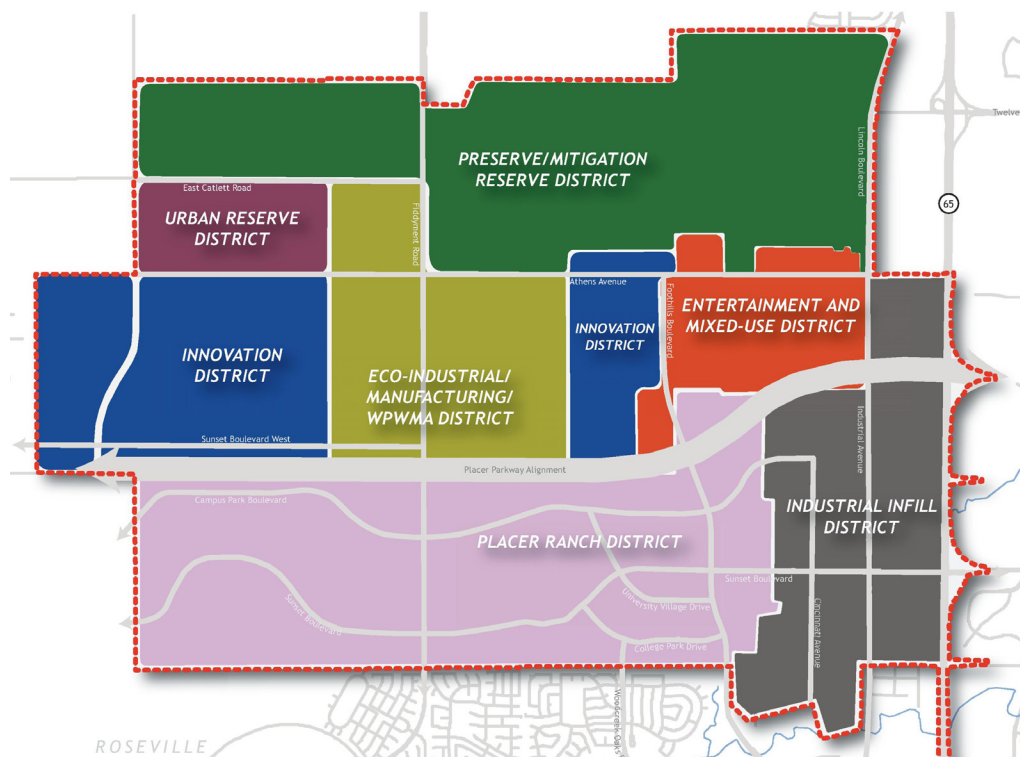 Twelve
PRESERVE/MITIGATION
RESERVE DISTRICT
Lincoln Boulevard
East Catlett Road
65
URBAN RESERVE
DISTRICT
Fiddyment Road
Athens Avenue
Foothills Boulevard
ENTERTAINMENT AND
MIXED-USE DISTRICT
INNOVATION
DISTRICT
INNOVATION
DISTRICT
ECO-INDUSTRIAL/
MANUFACTURING/
WPWMA DISTRICT
Industrial Avenue
Sunset Boulevard West
Placer Parkway Alignment
Campus Park Boulevard
INDUSTRIAL INFILL
DISTRICT
PLACER RANCH DISTRICT
Sunset Boulevard
University Village Drive
Sunset Boulevard
Cincinnati Avenue
College Park Drive
Woodcreek Oaks
ROSEVILLE